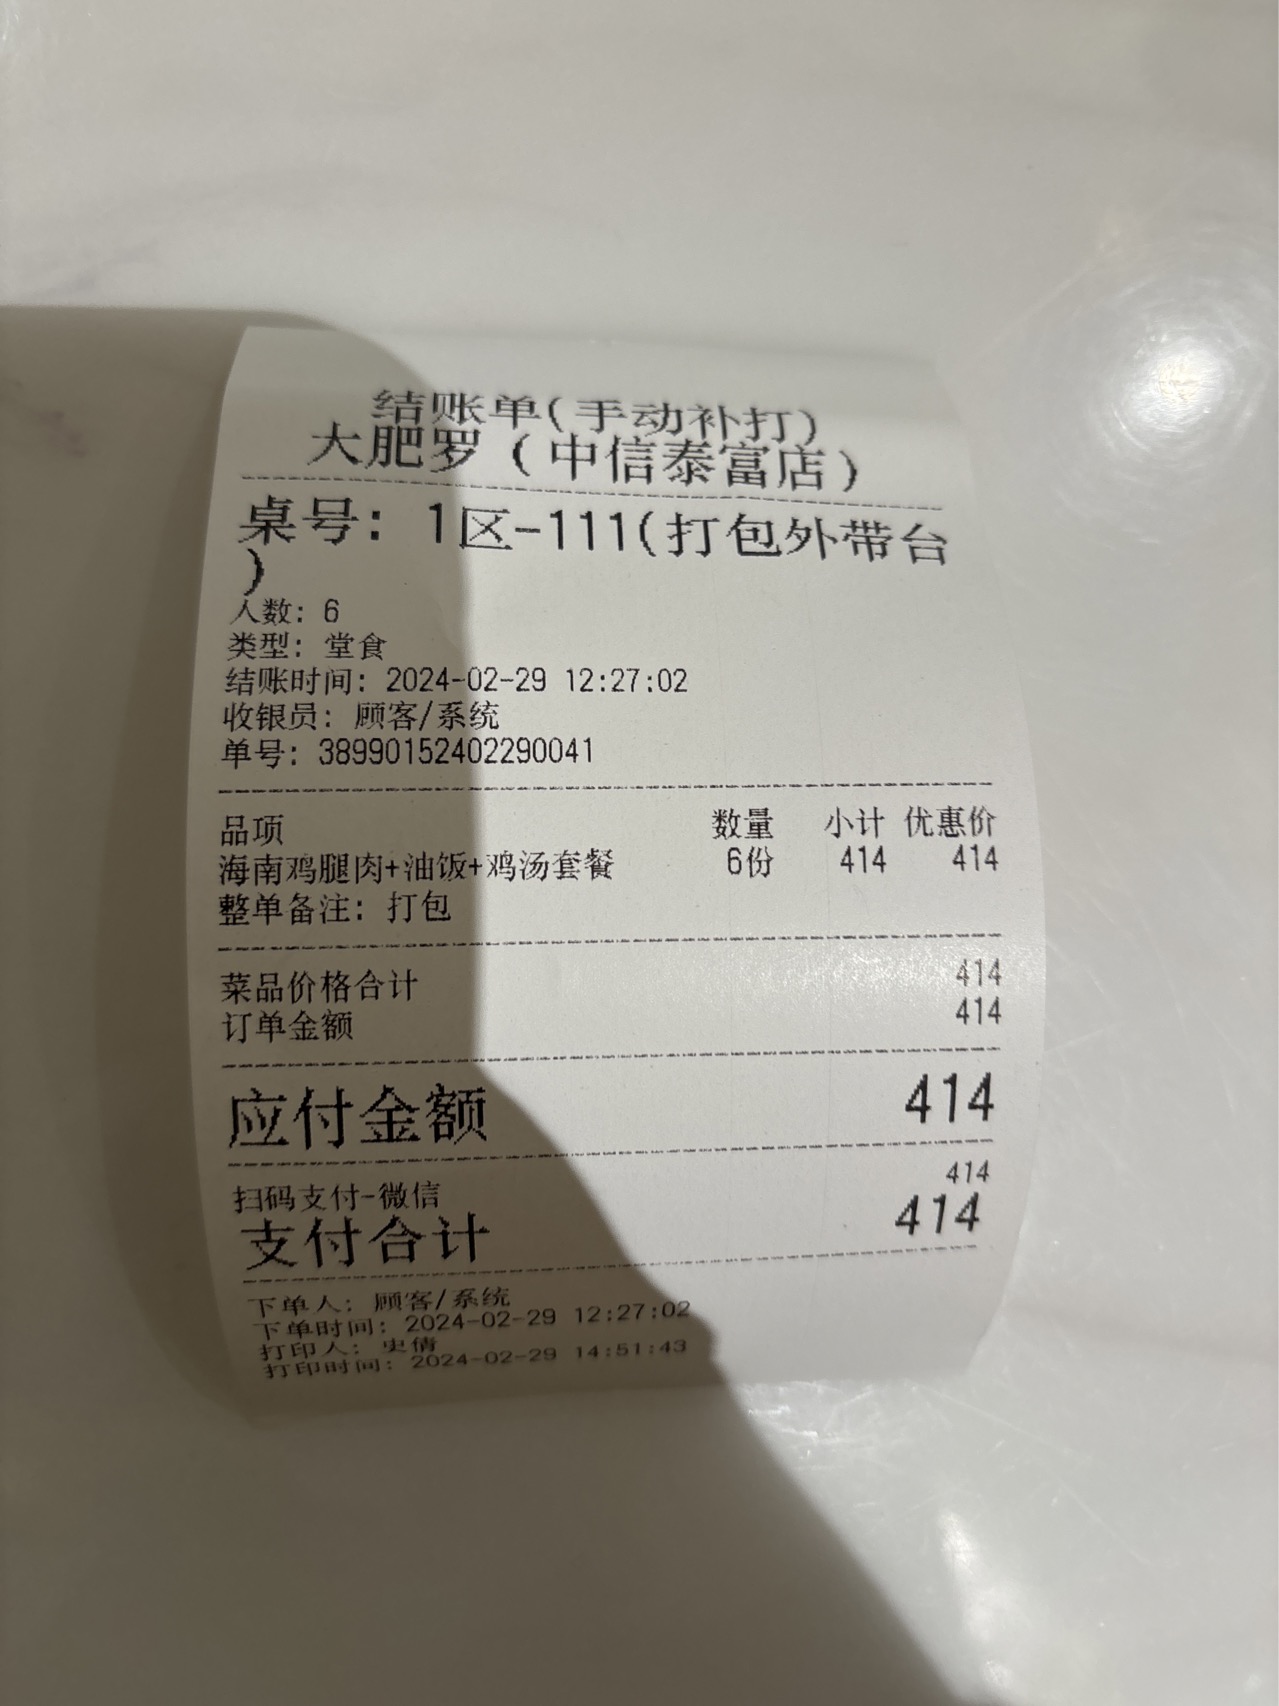 结账单(手动补打)
大肥罗（中信泰富店）
桌号: 1区-111(打包外带台
)
人数: 6
类型: 堂食
结账时间: 2024-02-29 12:27:02
收银员: 顾客/系统
单号: 38990152402290041
品项 数量 小计 优惠价
海南鸡腿肉+油饭+鸡汤套餐 6份 414 414
整单备注: 打包
菜品价格合计 414
订单金额 414
应付金额 414
扫码支付-微信 414
支付合计 414
下单人: 顾客/系统
下单时间: 2024-02-29 12:27:02
打印人: 史倩
打印时间: 2024-02-29 14:51:43